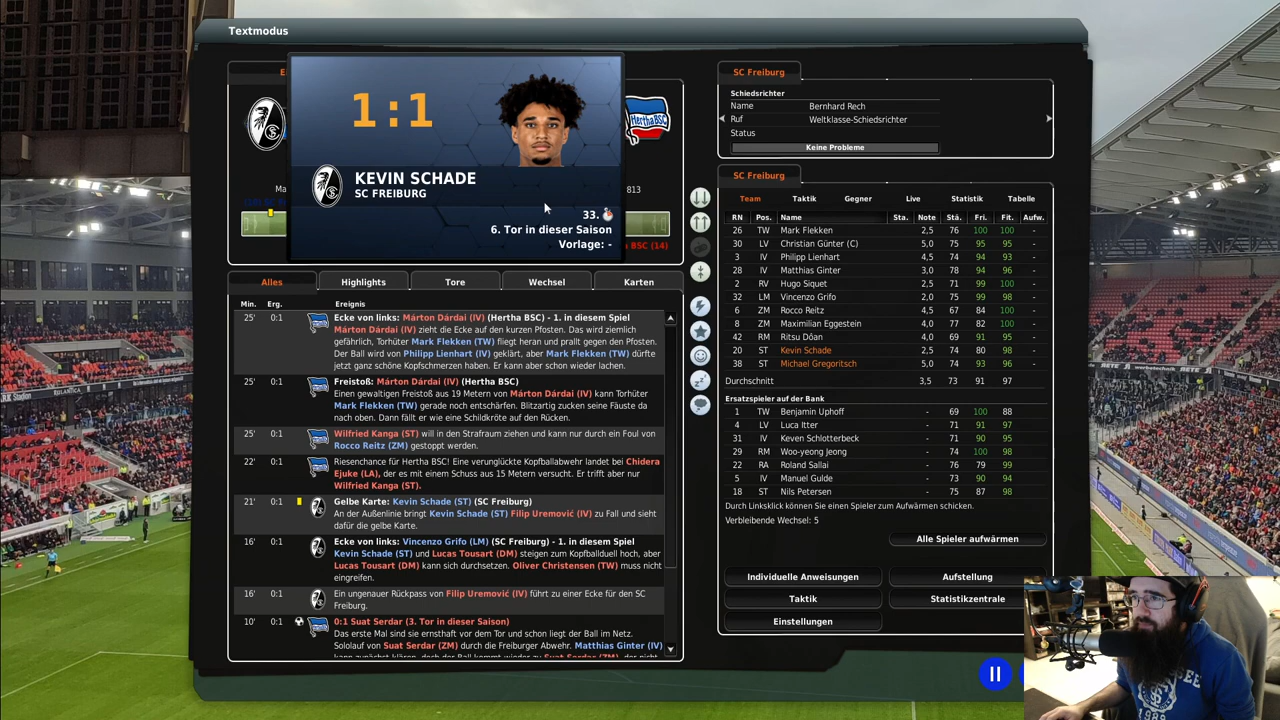 Textmodus
1:1
KEVIN SCHADE
SC FREIBURG
33.
6. Tor in dieser Saison
Vorlage: -
Hertha BSC
813
BSC (14)
Alles Highlights Tore Wechsel Karten
Min. Erg. Ereignis
25' 0:1 Ecke von links: Márton Dárdai (IV) (Hertha BSC) - 1. in diesem Spiel
Márton Dárdai (IV) zieht die Ecke auf den kurzen Pfosten. Das wird ziemlich
gefährlich, Torhüter Mark Flekken (TW) fliegt heran und prallt gegen den Pfosten.
Der Ball wird von Philipp Lienhart (IV) geklärt, aber Mark Flekken (TW) dürfte
jetzt ganz schöne Kopfschmerzen haben. Er kann aber schon wieder lachen.
25' 0:1 Freistoß: Márton Dárdai (IV) (Hertha BSC)
Einen gewaltigen Freistoß aus 19 Metern von Márton Dárdai (IV) kann Torhüter
Mark Flekken (TW) gerade noch entschärfen. Blitzartig zucken seine Fäuste da
nach oben. Dann fällt er wie eine Schildkröte auf den Rücken.
25' 0:1 Wilfried Kanga (ST) will in den Strafraum ziehen und kann nur durch ein Foul von
Rocco Reitz (ZM) gestoppt werden.
22' 0:1 Riesenchance für Hertha BSC! Eine verunglückte Kopfballabwehr landet bei Chidera
Ejuke (LA), der es mit einem Schuss aus 15 Metern versucht. Er trifft aber nur
Wilfried Kanga (ST).
21' 0:1 Gelbe Karte: Kevin Schade (ST) (SC Freiburg)
An der Außenlinie bringt Kevin Schade (ST) Filip Uremović (IV) zu Fall und sieht
dafür die gelbe Karte.
16' 0:1 Ecke von links: Vincenzo Grifo (LM) (SC Freiburg) - 1. in diesem Spiel
Kevin Schade (ST) und Lucas Tousart (DM) steigen zum Kopfballduell hoch, aber
Lucas Tousart (DM) kann sich durchsetzen. Oliver Christensen (TW) muss nicht
eingreifen.
16' 0:1 Ein ungenauer Rückpass von Filip Uremović (IV) führt zu einer Ecke für den SC
Freiburg.
10' 0:1 0:1 Suat Serdar (3. Tor in dieser Saison)
Das erste Mal sind sie ernsthaft vor dem Tor und schon liegt der Ball im Netz.
Sololauf von Suat Serdar (ZM) durch die Freiburger Abwehr. Matthias Ginter (IV)
SC Freiburg
Schiedsrichter
Name Bernhard Rech
Ruf Weltklasse-Schiedsrichter
Status
Keine Probleme
SC Freiburg
Team Taktik Gegner Live Statistik Tabelle
RN Pos. Name Sta. Note Stä. Fri. Fit. Aufw.
26 TW Mark Flekken 2,5 76 100 100 -
30 LV Christian Günter (C) 5,0 75 95 95 -
3 IV Philipp Lienhart 4,5 74 94 93 -
28 IV Matthias Ginter 3,0 78 94 96 -
2 RV Hugo Siquet 2,5 71 99 100 -
32 LM Vincenzo Grifo 2,0 75 99 98 -
6 ZM Rocco Reitz 4,5 67 84 100 -
8 ZM Maximilian Eggestein 4,0 77 82 100 -
42 RM Ritsu Dōan 4,0 69 91 95 -
20 ST Kevin Schade 2,5 74 80 98 -
38 ST Michael Gregoritsch 5,0 74 93 96 -
Durchschnitt 3,5 73 91 97
Ersatzspieler auf der Bank
1 TW Benjamin Uphoff - 69 100 88
4 LV Luca Itter - 71 91 97
31 IV Keven Schlotterbeck - 71 90 95
29 RM Woo-yeong Jeong - 74 100 98
22 RA Roland Sallai - 76 79 99
5 IV Manuel Gulde - 73 90 94
18 ST Nils Petersen - 75 87 98
Durch Linksklick können Sie einen Spieler zum Aufwärmen schicken.
Verbleibende Wechsel: 5
Alle Spieler aufwärmen
Individuelle Anweisungen Aufstellung
Taktik Statistikzentrale
Einstellungen